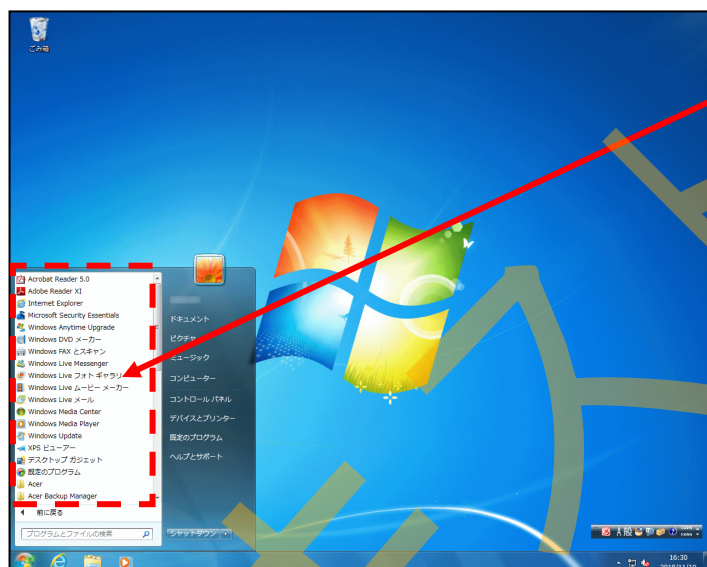 ごみ箱
Acrobat Reader 5.0
Adobe Reader XI
Internet Explorer
Microsoft Security Essentials
Windows Anytime Upgrade
Windows DVD メーカー
Windows FAX とスキャン
Windows Live Messenger
Windows Live フォト ギャラリー
Windows Live ムービー メーカー
Windows Live メール
Windows Media Center
Windows Media Player
Windows Update
XPS ビューアー
デスクトップ ガジェット
既定のプログラム
Acer
Acer Backup Manager
前に戻る
プログラムとファイルの検索
ドキュメント
ピクチャ
ミュージック
コンピューター
コントロール パネル
デバイスとプリンター
既定のプログラム
ヘルプとサポート
シャットダウン
A 般
CAPS
KANA
16:30
2018/11/10